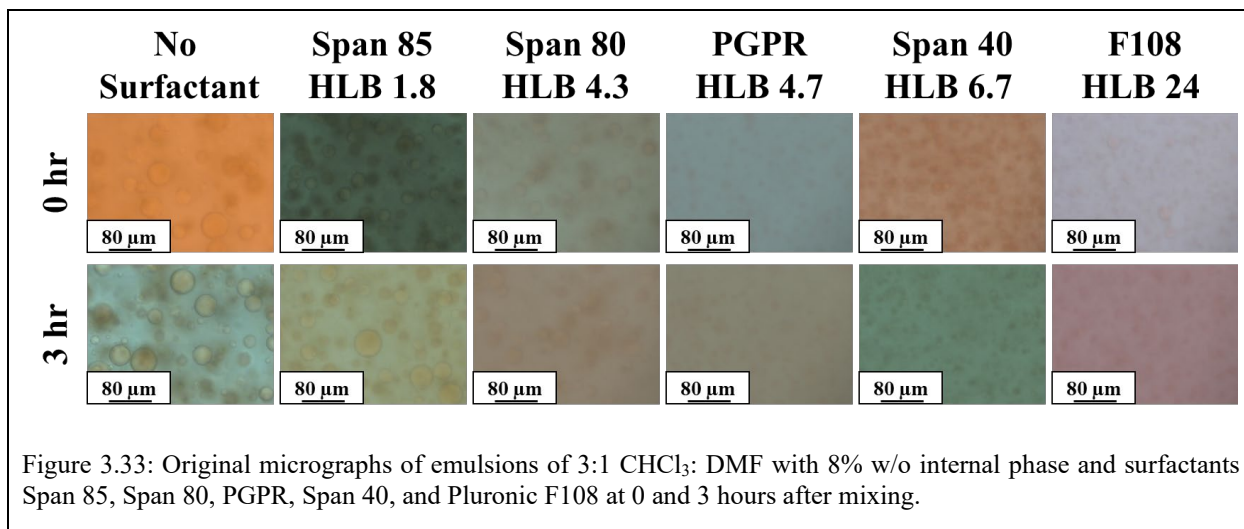 No Surfactant
Span 85 HLB 1.8
Span 80 HLB 4.3
PGPR HLB 4.7
Span 40 HLB 6.7
F108 HLB 24
0 hr
80 µm
80 µm
80 µm
80 µm
80 µm
80 µm
3 hr
80 µm
80 µm
80 µm
80 µm
80 µm
80 µm
Figure 3.33: Original micrographs of emulsions of 3:1 CHCl₃: DMF with 8% w/o internal phase and surfactants
Span 85, Span 80, PGPR, Span 40, and Pluronic F108 at 0 and 3 hours after mixing.